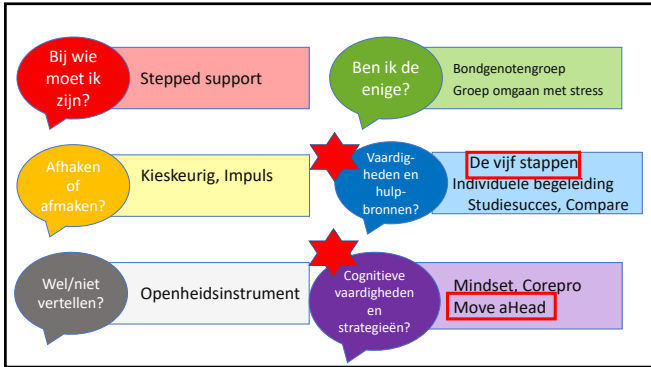 Bij wie
moet ik
zijn?
Stepped support
Ben ik de
enige?
Bondgenotengroep
Groep omgaan met stress
Afhaken
of
afmaken?
Kieskeurig, Impuls
Vaardig-
heden en
hulp-
bronnen?
De vijf stappen
Individuele begeleiding
Studiesucces, Compare
Wel/niet
vertellen?
Openheidsinstrument
Cognitieve
vaardigheden
en
strategieën?
Mindset, Corepro
Move aHead